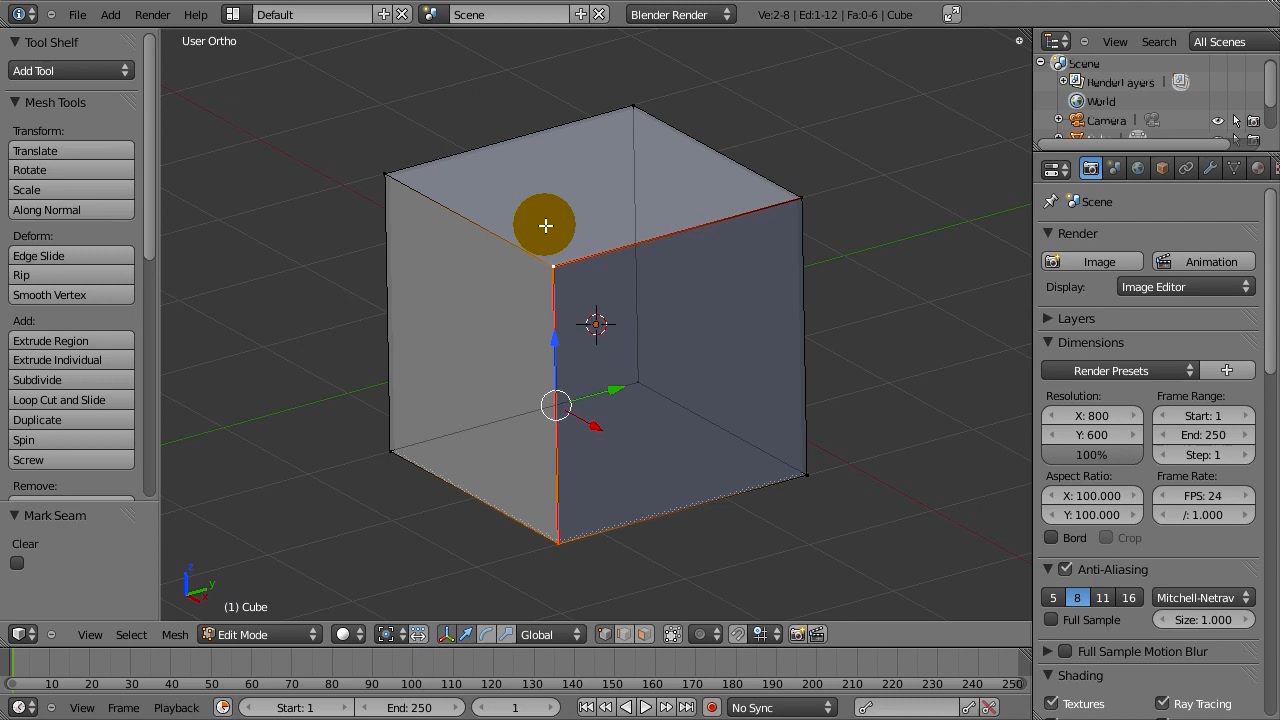 File Add Render Help Default Scene Blender Render Ve:2-8 | Ed:1-12 | Fa:0-6 | Cube
Tool Shelf
Add Tool
Mesh Tools
Transform:
Translate
Rotate
Scale
Along Normal
Deform:
Edge Slide
Rip
Smooth Vertex
Add:
Extrude Region
Extrude Individual
Subdivide
Loop Cut and Slide
Duplicate
Spin
Screw
Remove:
Mark Seam
Clear
User Ortho
z
y
x
(1) Cube
View Select Mesh Edit Mode Global
10 20 30 40 50 60 70 80 90 100 110 120 130 140 150 160 170 180 190 200 210 220 230 240 250
View Frame Playback Start: 1 End: 250 1 No Sync
View Search All Scenes
Scene
RenderLayers
World
Camera
Scene
Render
Image Animation
Display: Image Editor
Layers
Dimensions
Render Presets
Resolution: Frame Range:
X: 800 Start: 1
Y: 600 End: 250
100% Step: 1
Aspect Ratio: Frame Rate:
X: 100.000 FPS: 24
Y: 100.000 /: 1.000
Bord Crop
Anti-Aliasing
5 8 11 16 Mitchell-Netrav
Full Sample Size: 1.000
Full Sample Motion Blur
Shading
Textures Ray Tracing